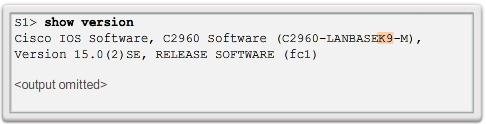 S1> show version
Cisco IOS Software, C2960 Software (C2960-LANBASEK9-M),
Version 15.0(2)SE, RELEASE SOFTWARE (fc1)
<output omitted>